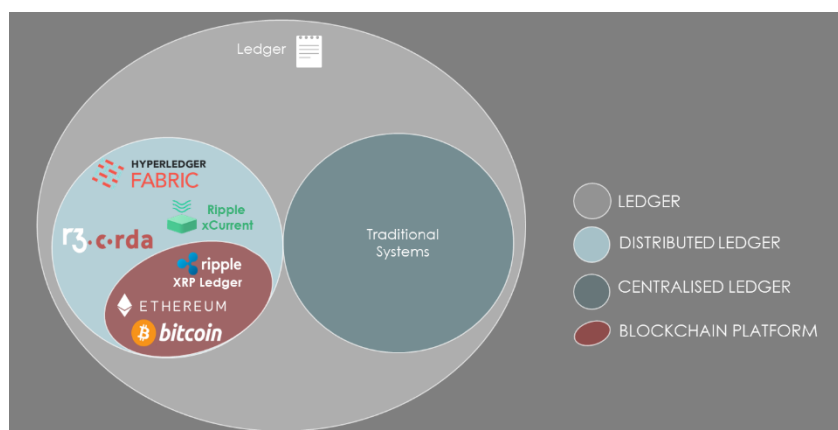 Ledger
HYPERLEDGER
FABRIC
Ripple
xCurrent
r3.c.rda
ripple
XRP Ledger
ETHEREUM
bitcoin
Traditional
Systems
LEDGER
DISTRIBUTED LEDGER
CENTRALISED LEDGER
BLOCKCHAIN PLATFORM